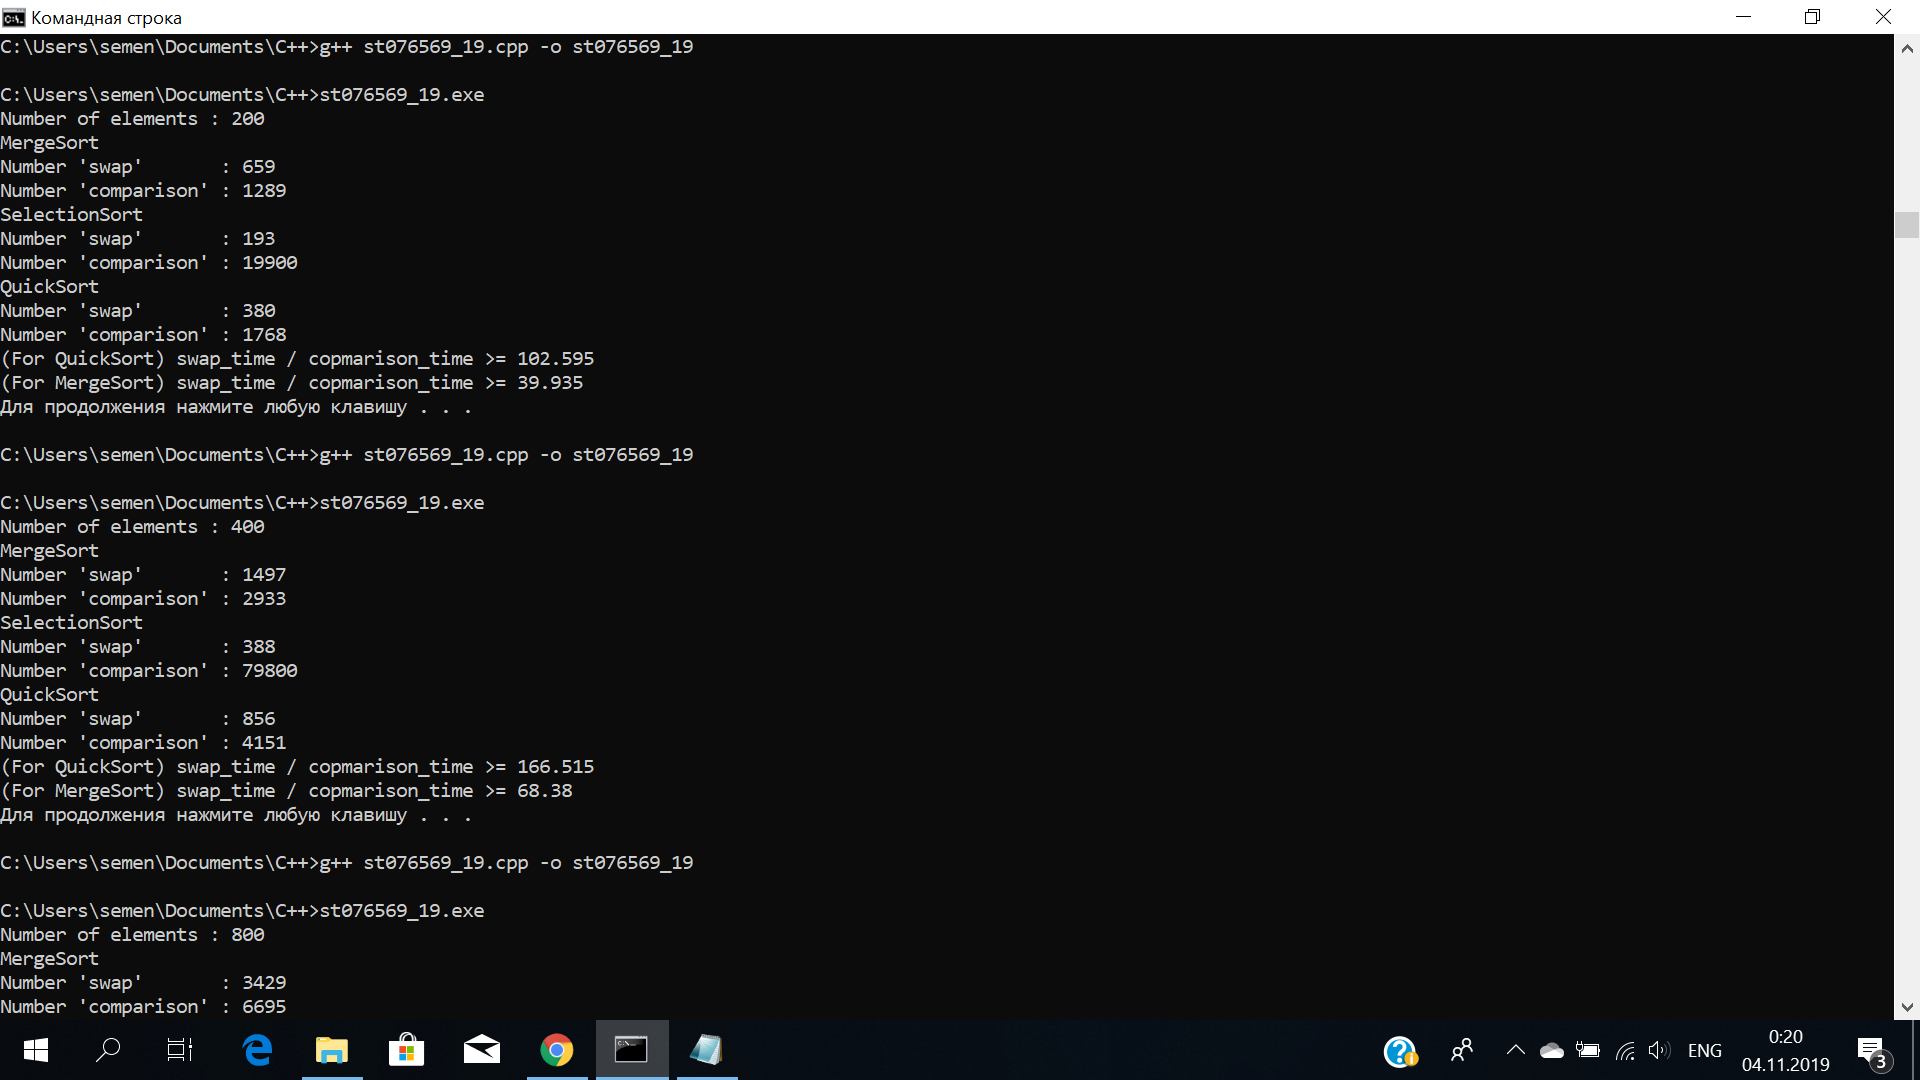 Командная строка
C:\Users\semen\Documents\C++>g++ st076569_19.cpp -o st076569_19
C:\Users\semen\Documents\C++>st076569_19.exe
Number of elements : 200
MergeSort
Number 'swap'       : 659
Number 'comparison' : 1289
SelectionSort
Number 'swap'       : 193
Number 'comparison' : 19900
QuickSort
Number 'swap'       : 380
Number 'comparison' : 1768
(For QuickSort) swap_time / copmarison_time >= 102.595
(For MergeSort) swap_time / copmarison_time >= 39.935
Для продолжения нажмите любую клавишу . . .
C:\Users\semen\Documents\C++>g++ st076569_19.cpp -o st076569_19
C:\Users\semen\Documents\C++>st076569_19.exe
Number of elements : 400
MergeSort
Number 'swap'       : 1497
Number 'comparison' : 2933
SelectionSort
Number 'swap'       : 388
Number 'comparison' : 79800
QuickSort
Number 'swap'       : 856
Number 'comparison' : 4151
(For QuickSort) swap_time / copmarison_time >= 166.515
(For MergeSort) swap_time / copmarison_time >= 68.38
Для продолжения нажмите любую клавишу . . .
C:\Users\semen\Documents\C++>g++ st076569_19.cpp -o st076569_19
C:\Users\semen\Documents\C++>st076569_19.exe
Number of elements : 800
MergeSort
Number 'swap'       : 3429
Number 'comparison' : 6695
ENG
0:20
04.11.2019
3